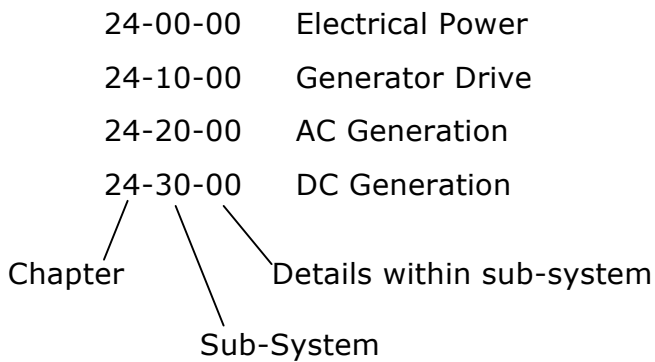 24-00-00 Electrical Power
24-10-00 Generator Drive
24-20-00 AC Generation
24-30-00 DC Generation
Chapter Details within sub-system
Sub-System